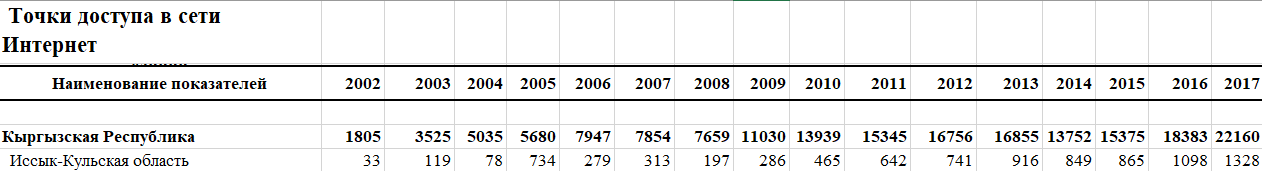 Точки доступа в сети
Интернет
Наименование показателей 2002 2003 2004 2005 2006 2007 2008 2009 2010 2011 2012 2013 2014 2015 2016 2017
Кыргызская Республика 1805 3525 5035 5680 7947 7854 7659 11030 13939 15345 16756 16855 13752 15375 18383 22160
Иссык-Кульская область 33 119 78 734 279 313 197 286 465 642 741 916 849 865 1098 1328